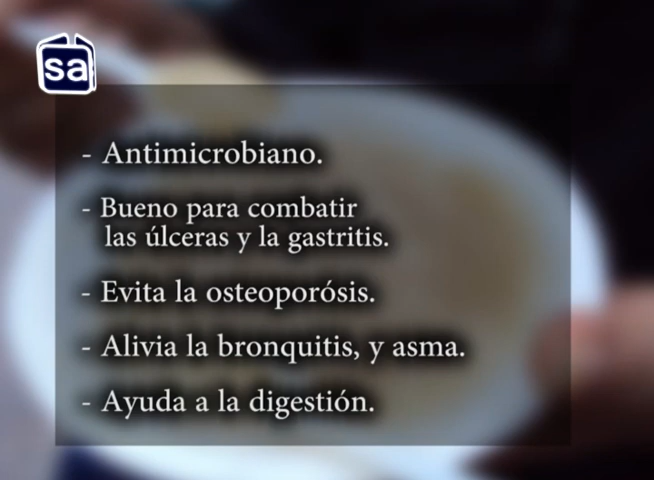 sa
- Antimicrobiano.
- Bueno para combatir
las úlceras y la gastritis.
- Evita la osteoporósis.
- Alivia la bronquitis, y asma.
- Ayuda a la digestión.